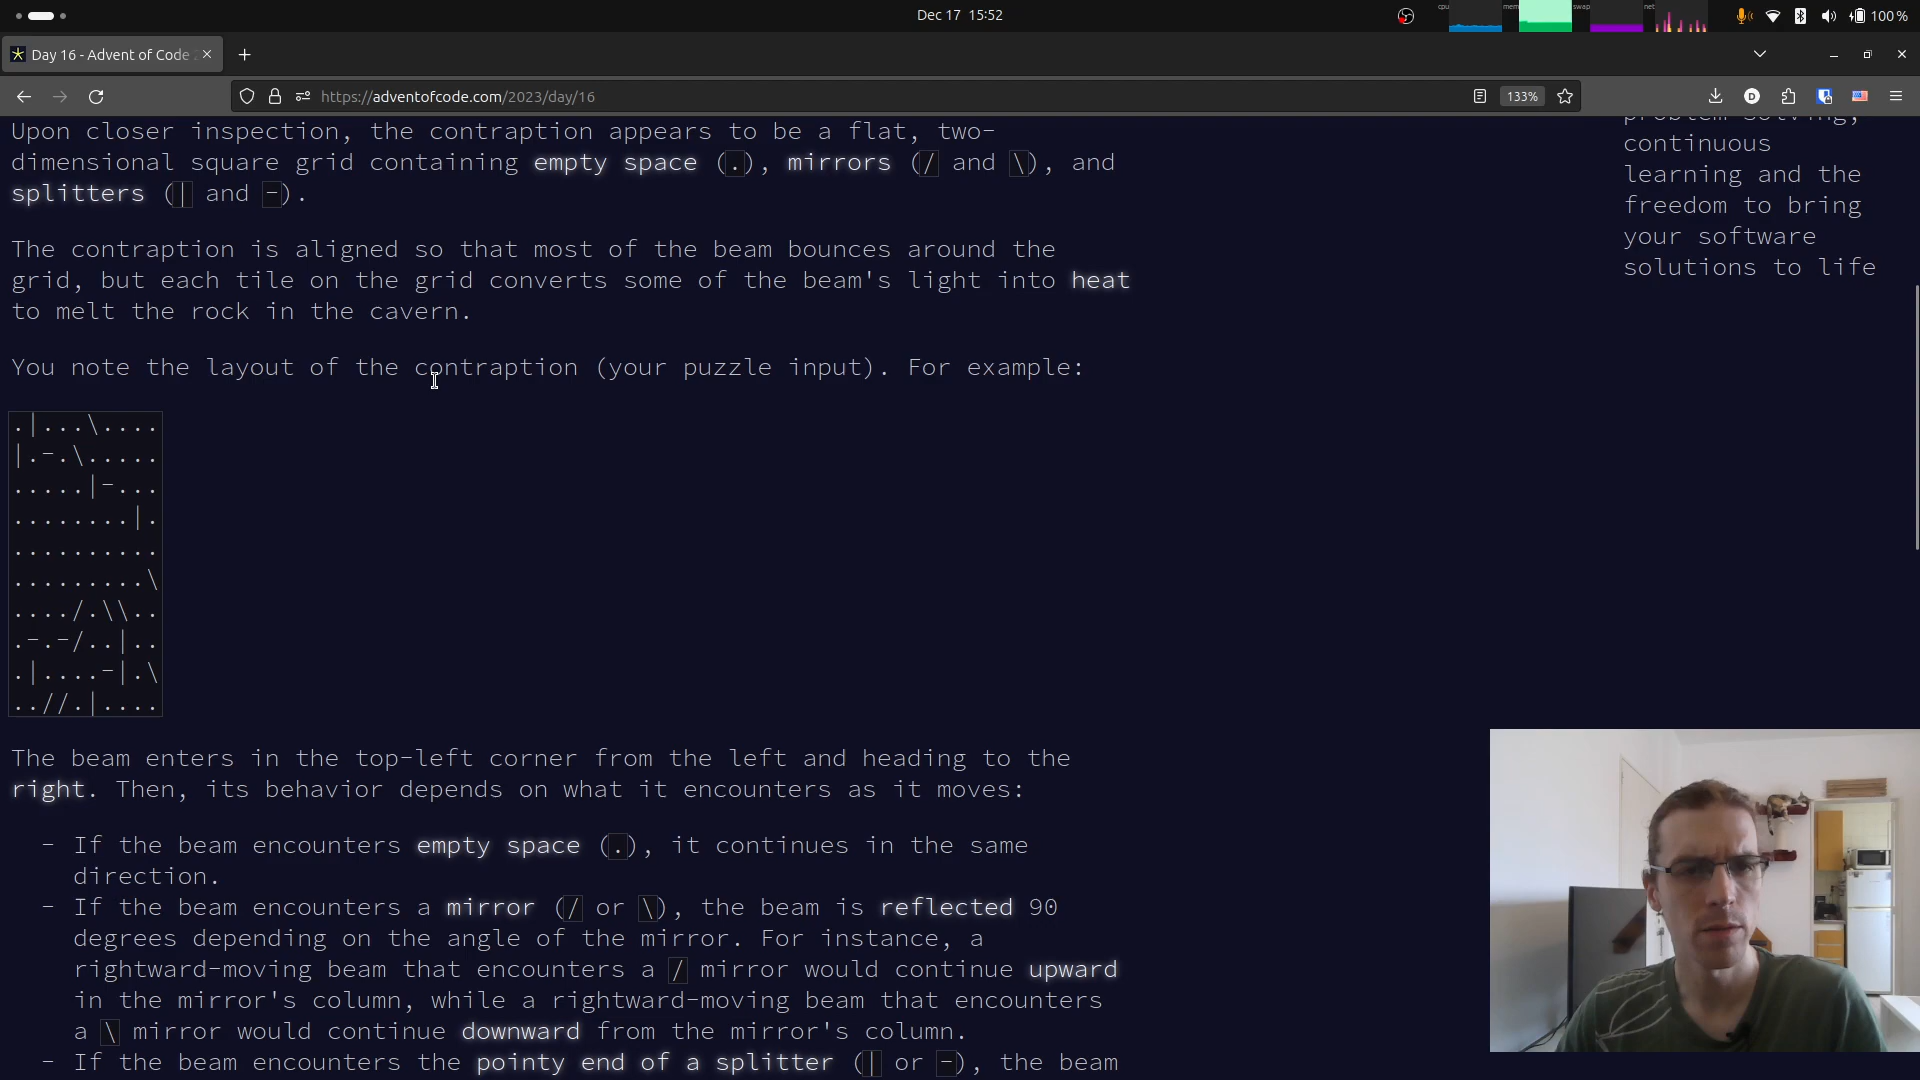 Dec 17 15:52
cpu mem swap net 100 %
Day 16 - Advent of Code 2
https://adventofcode.com/2023/day/16
133%
Upon closer inspection, the contraption appears to be a flat, two-
dimensional square grid containing empty space (.), mirrors (/ and \), and
splitters (| and -).
The contraption is aligned so that most of the beam bounces around the
grid, but each tile on the grid converts some of the beam's light into heat
to melt the rock in the cavern.
You note the layout of the contraption (your puzzle input). For example:
.|...\....
|.-.\.....
.....|-...
........|.
..........
.........\
..../.\\..
.-.-/..|..
.|....-|.\
..//.|....
The beam enters in the top-left corner from the left and heading to the
right. Then, its behavior depends on what it encounters as it moves:
- If the beam encounters empty space (.), it continues in the same
direction.
- If the beam encounters a mirror (/ or \), the beam is reflected 90
degrees depending on the angle of the mirror. For instance, a
rightward-moving beam that encounters a / mirror would continue upward
in the mirror's column, while a rightward-moving beam that encounters
a \ mirror would continue downward from the mirror's column.
- If the beam encounters the pointy end of a splitter (| or -), the beam
problem solving,
continuous
learning and the
freedom to bring
your software
solutions to life